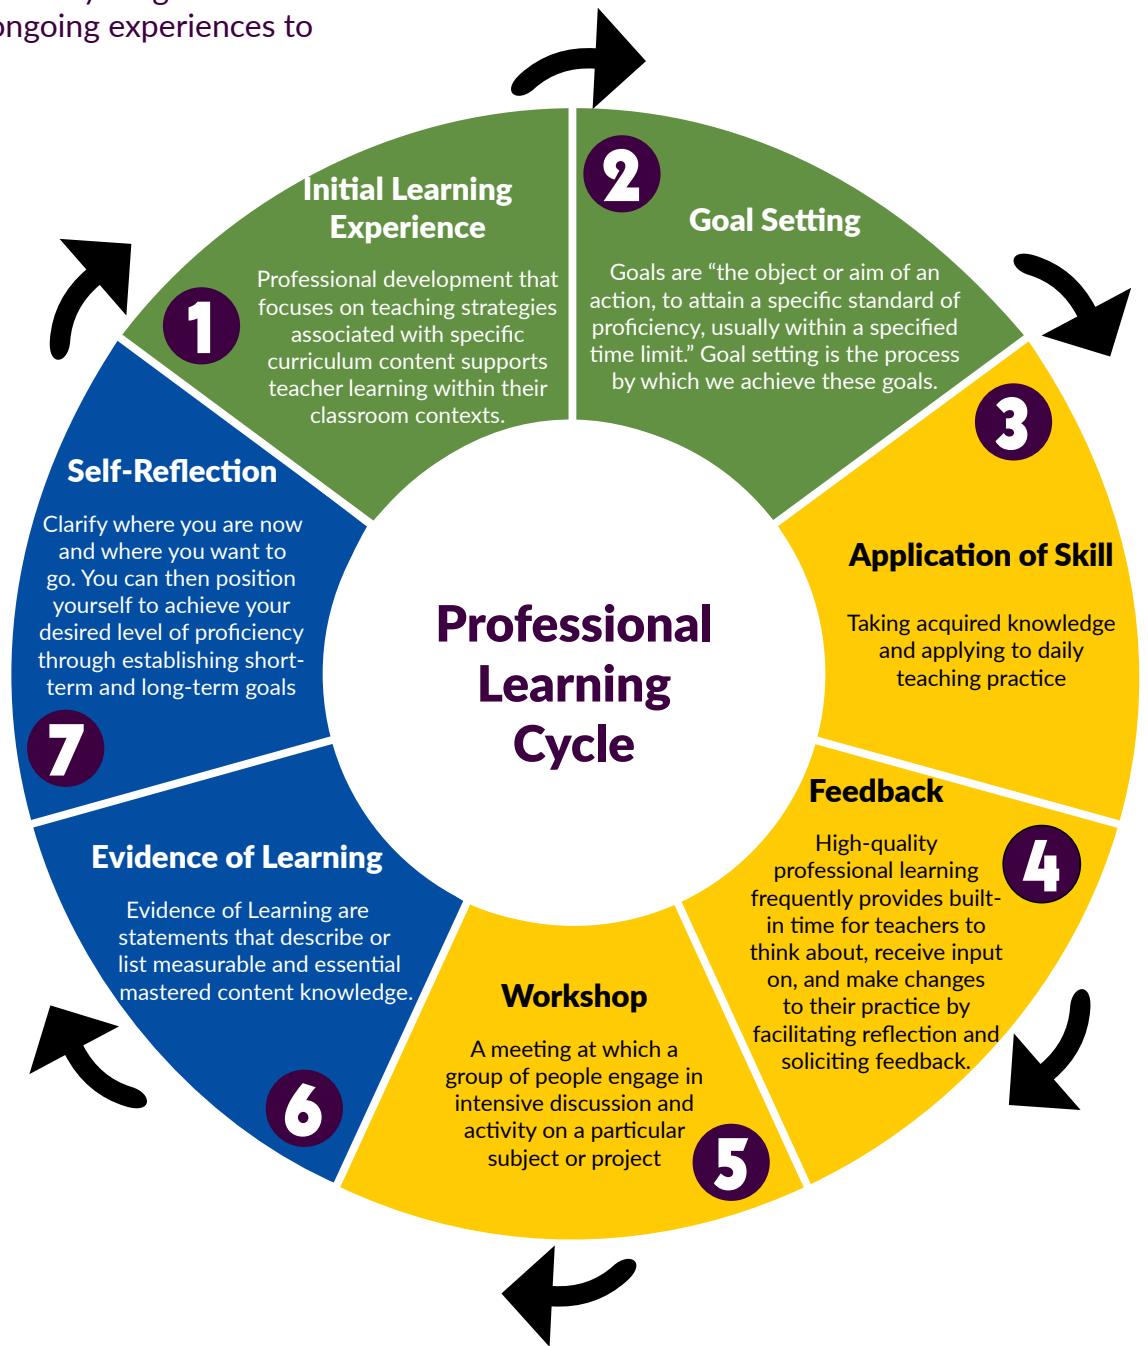 ongoing experiences to
1
Initial Learning
Experience
Professional development that
focuses on teaching strategies
associated with specific
curriculum content supports
teacher learning within their
classroom contexts.
2
Goal Setting
Goals are “the object or aim of an
action, to attain a specific standard of
proficiency, usually within a specified
time limit.” Goal setting is the process
by which we achieve these goals.
3
Application of Skill
Taking acquired knowledge
and applying to daily
teaching practice
Feedback
4
High-quality
professional learning
frequently provides built-
in time for teachers to
think about, receive input
on, and make changes
to their practice by
facilitating reflection and
soliciting feedback.
Workshop
A meeting at which a
group of people engage in
intensive discussion and
activity on a particular
subject or project
5
Evidence of Learning
Evidence of Learning are
statements that describe or
list measurable and essential
mastered content knowledge.
6
Self-Reflection
Clarify where you are now
and where you want to
go. You can then position
yourself to achieve your
desired level of proficiency
through establishing short-
term and long-term goals
7
Professional
Learning
Cycle